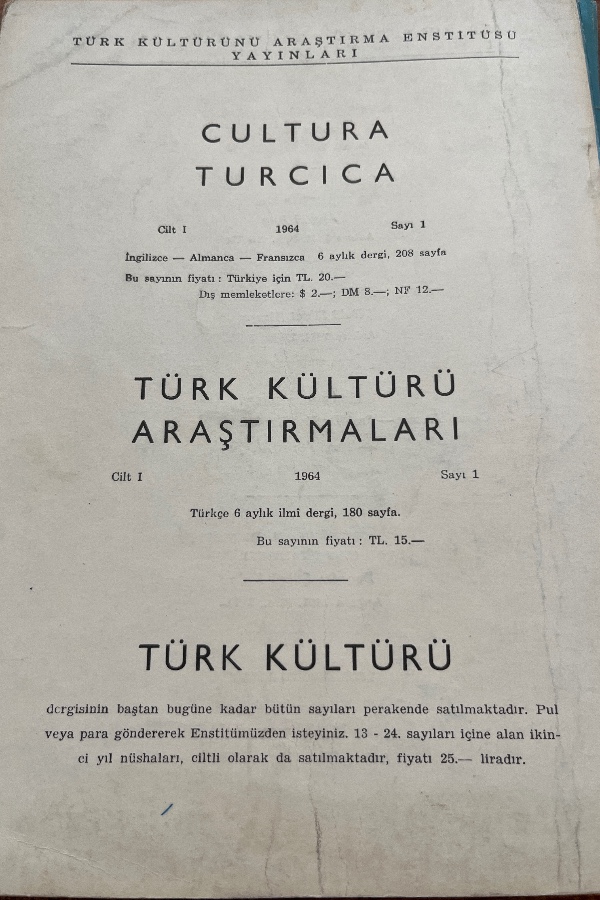 TÜRK KÜLTÜRÜNÜ ARAŞTIRMA ENSTİTÜSÜ
YAYINLARI
CULTURA
TURCICA
Cilt I 1964 Sayı 1
İngilizce — Almanca — Fransızca 6 aylık dergi, 208 sayfa
Bu sayının fiyatı : Türkiye için TL. 20.—
Dış memleketlere: $ 2.—; DM 8.—; NF 12.—
TÜRK KÜLTÜRÜ
ARAŞTIRMALARI
Cilt I 1964 Sayı 1
Türkçe 6 aylık ilmi dergi, 180 sayfa.
Bu sayının fiyatı : TL. 15.—
TÜRK KÜLTÜRÜ
dergisinin baştan bugüne kadar bütün sayıları perakende satılmaktadır. Pul
veya para göndererek Enstitümüzden isteyiniz. 13 - 24. sayıları içine alan ikin-
ci yıl nüshaları, ciltli olarak da satılmaktadır, fiyatı 25.— liradır.